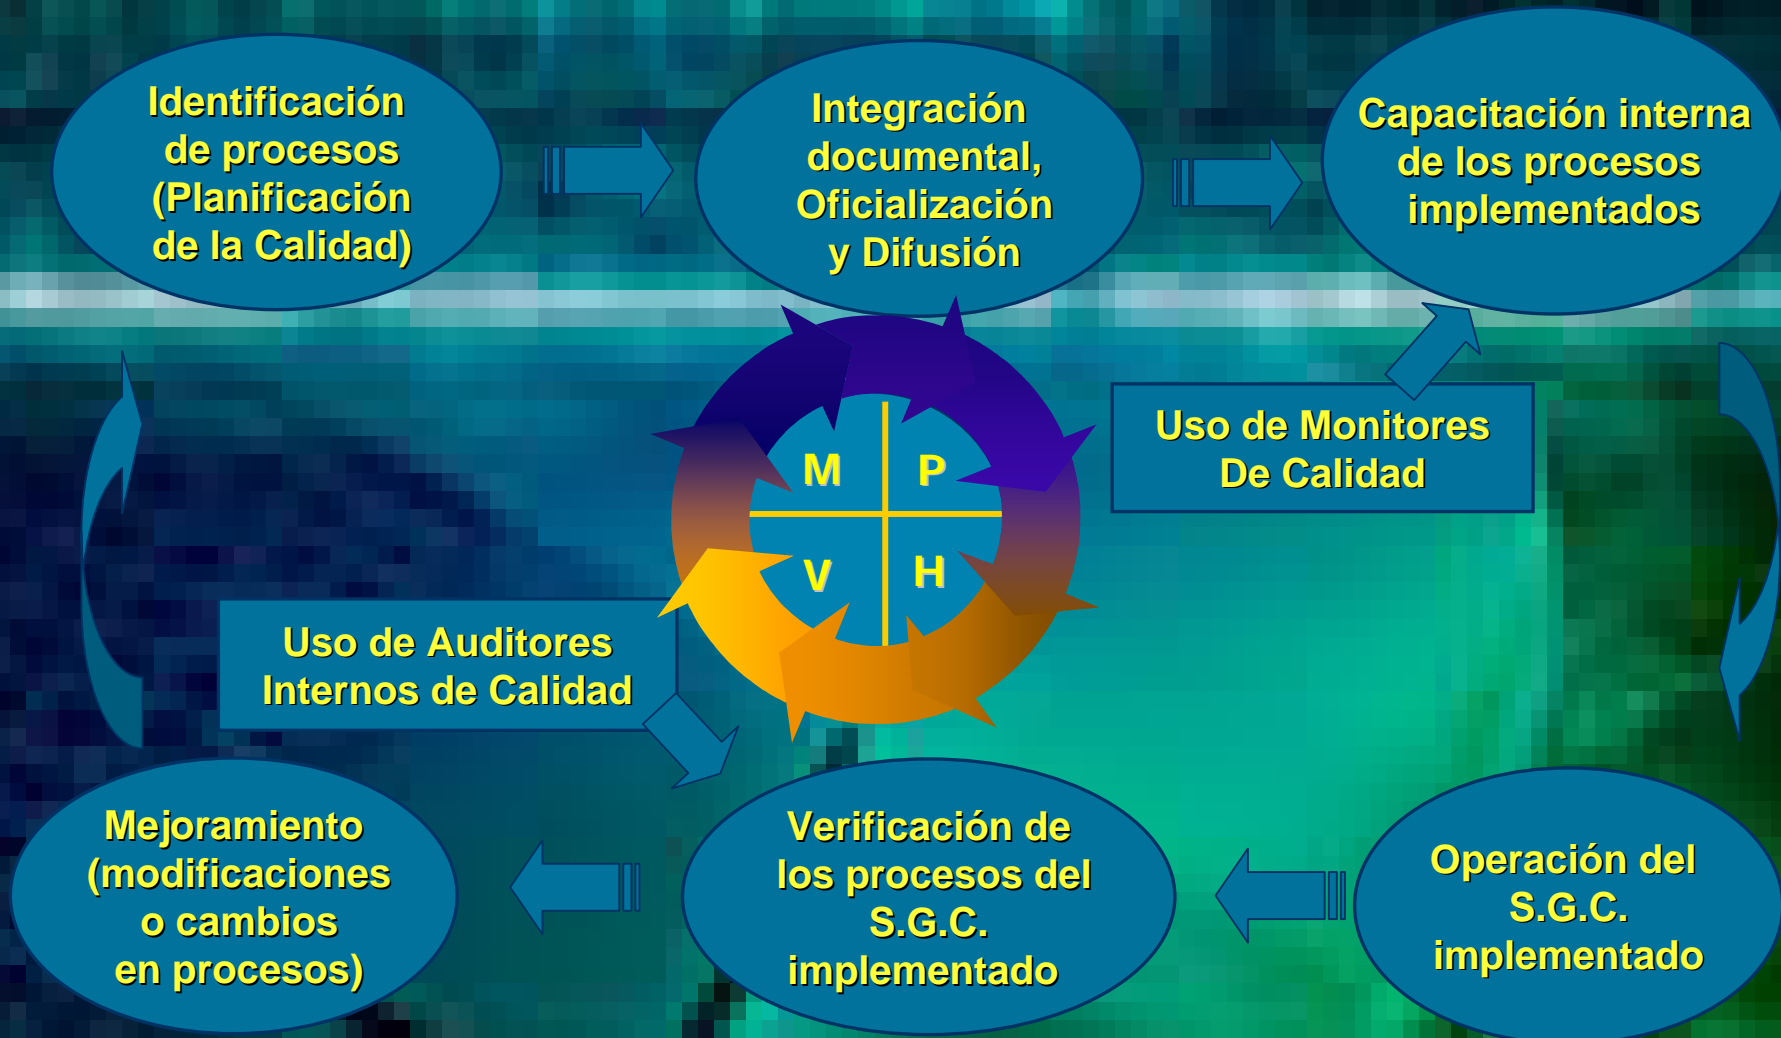 Identificación
de procesos
(Planificación
de la Calidad)
Integración
documental,
Oficialización
y Difusión
Capacitación interna
de los procesos
implementados
Uso de Monitores
De Calidad
M
P
V
H
Uso de Auditores
Internos de Calidad
Mejoramiento
(modificaciones
o cambios
en procesos)
Verificación de
los procesos del
S.G.C.
implementado
Operación del
S.G.C.
implementado